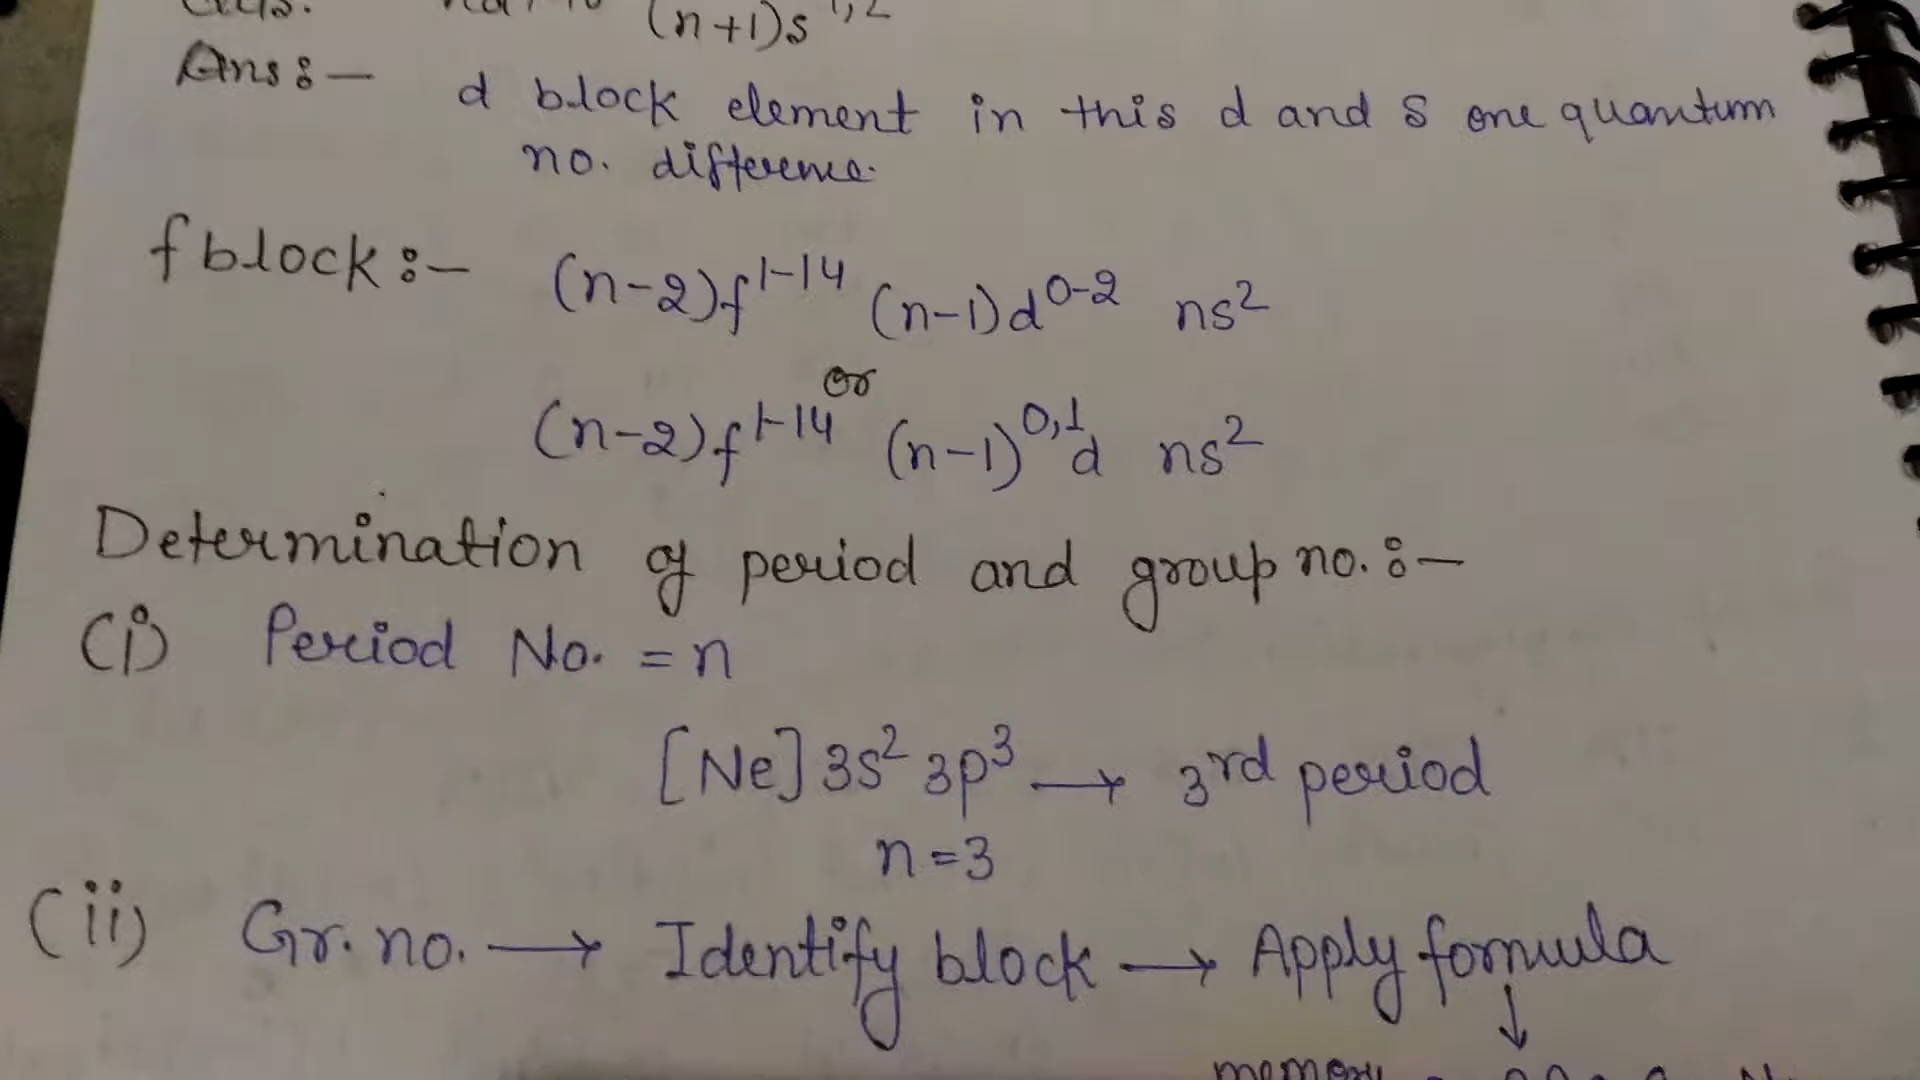 (n+1)s¹,²
Ans:—
d block element in this d and s one quantum
no. difference.
f block:— (n-2)f¹⁻¹⁴ (n-1)d⁰⁻² ns²
or
(n-2)f¹⁻¹⁴ (n-1)⁰,¹d ns²
Determination of period and group no.:—
(i) Period No. = n
[Ne] 3s² 3p³ → 3rd period
n=3
(ii) Gr. no. → Identify block → Apply formula
↓